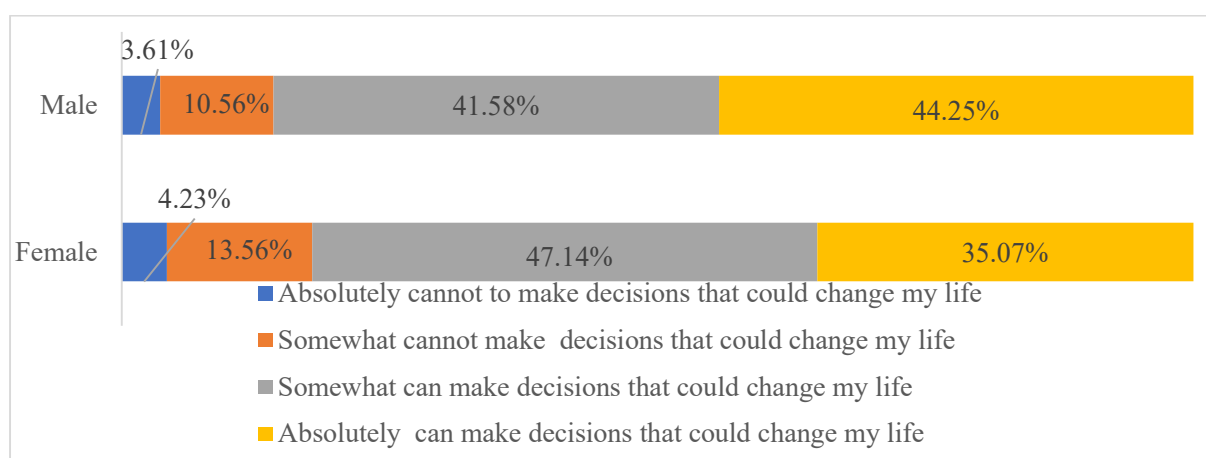 3.61%
Male 10.56% 41.58% 44.25%
4.23%
Female 13.56% 47.14% 35.07%
Absolutely cannot to make decisions that could change my life
Somewhat cannot make  decisions that could change my life
Somewhat can make decisions that could change my life
Absolutely  can make decisions that could change my life